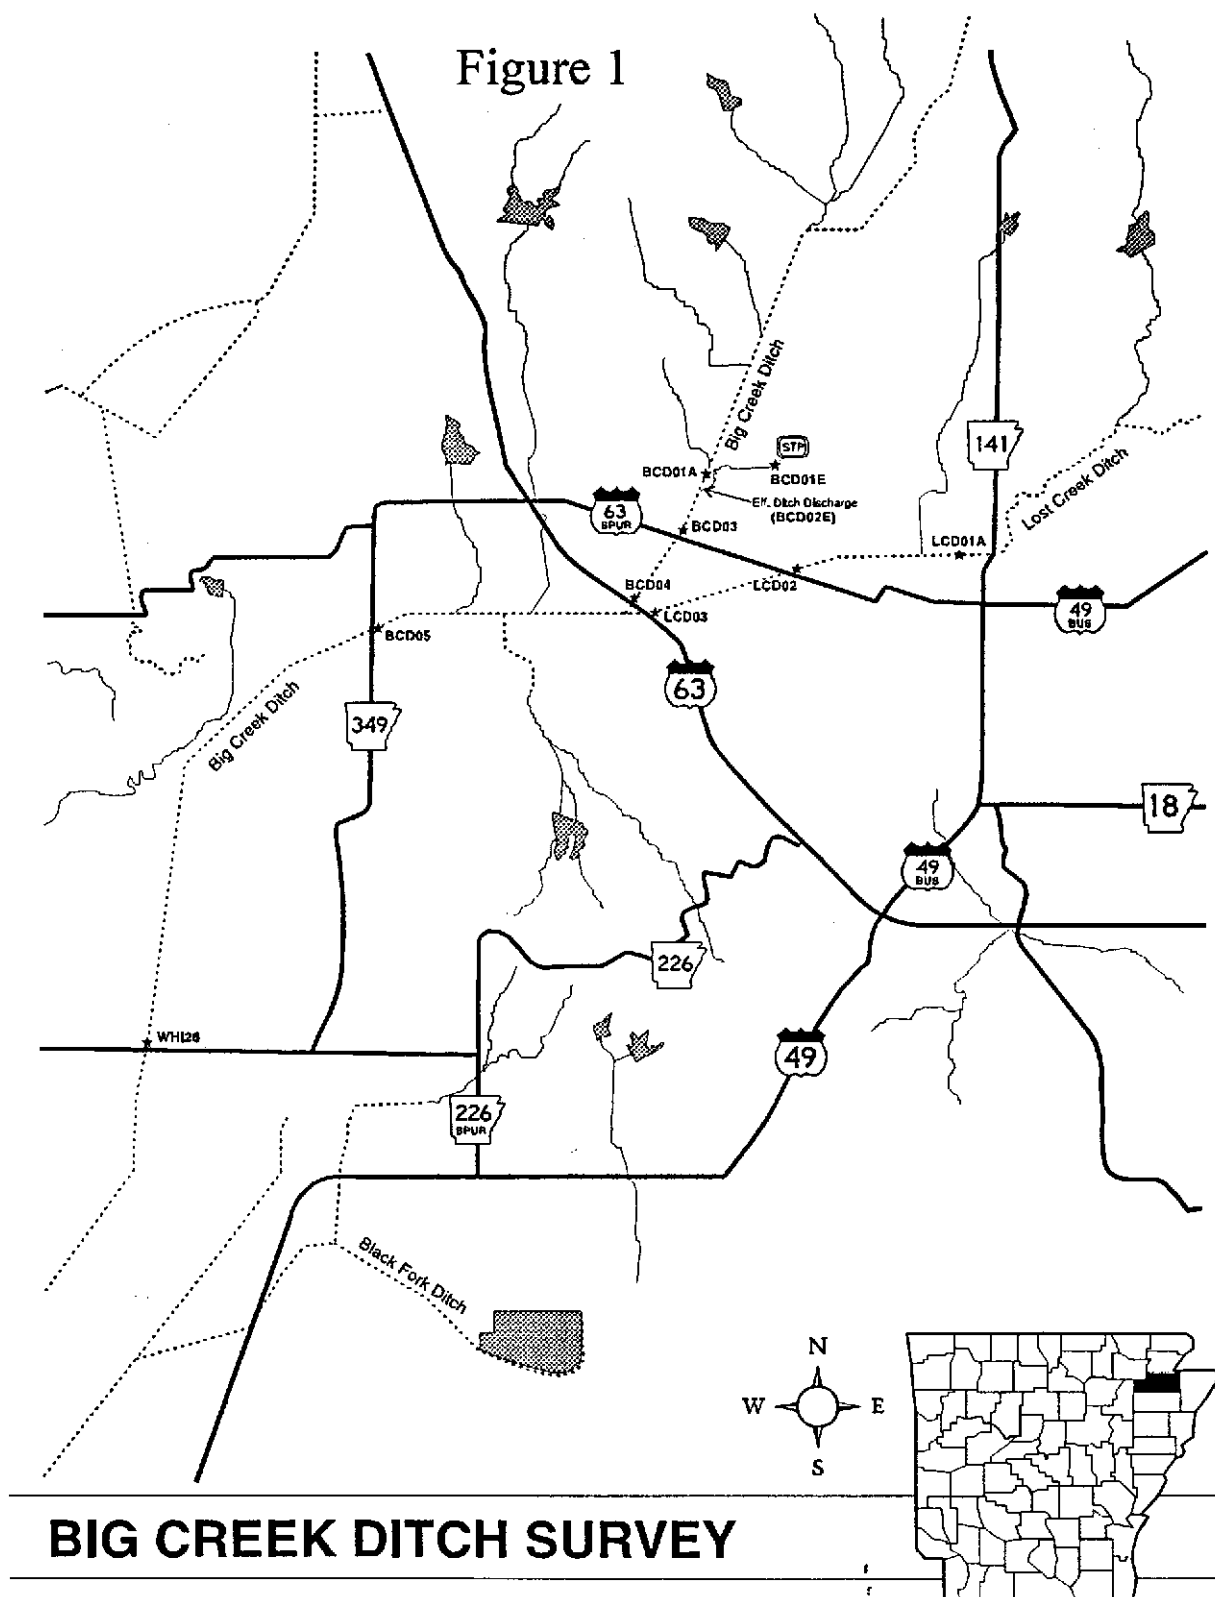 Figure 1
Big Creek Ditch
STP
141
BCD01A
BCD01E
Eff. Ditch Discharge
(BCD02E)
Lost Creek Ditch
63
SPUR
BCD03
LCD01A
LCD02
BCD04
LCD03
49
BUS
BCD05
63
349
Big Creek Ditch
18
49
BUS
226
WHI26
49
226
SPUR
Black Fork Ditch
N
W
E
S
BIG CREEK DITCH SURVEY